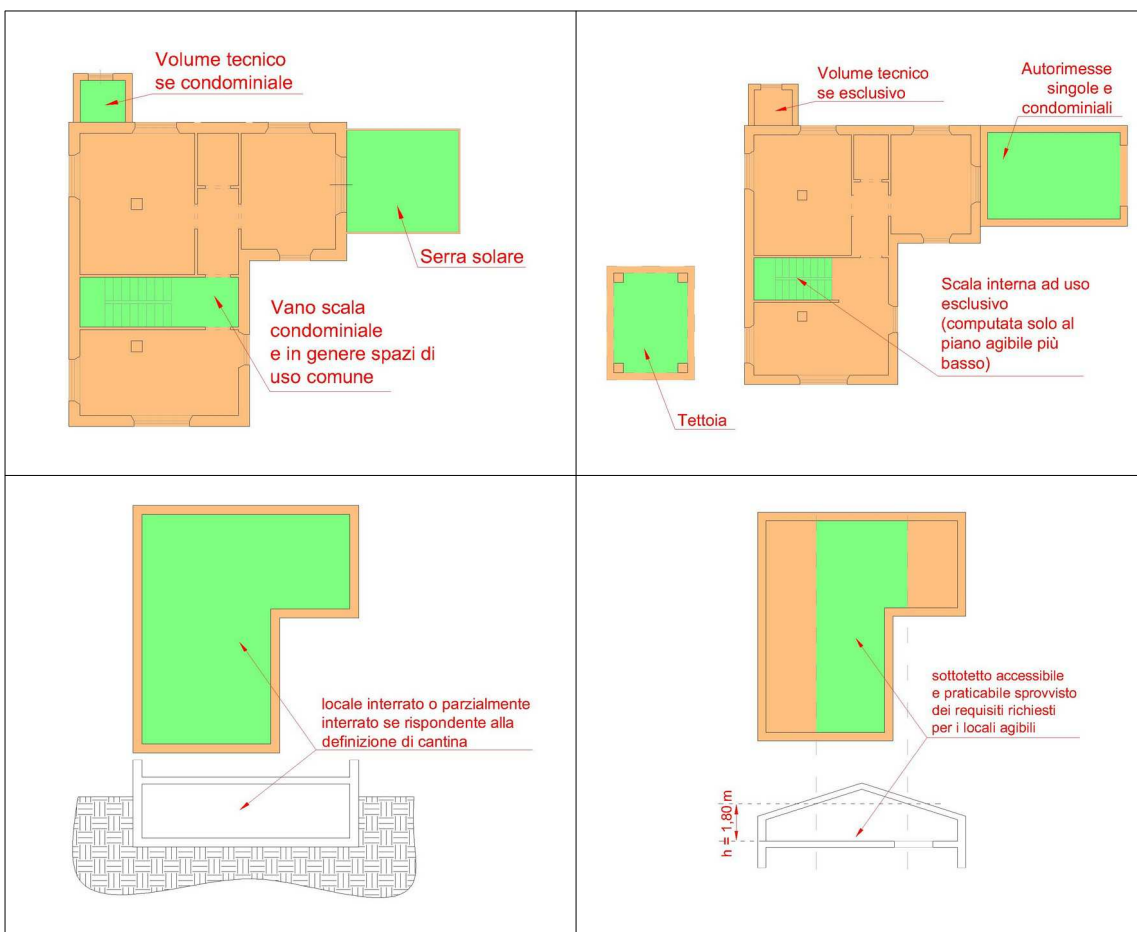 Volume tecnico
se condominiale
Serra solare
Vano scala
condominiale
e in genere spazi di
uso comune
Volume tecnico
se esclusivo
Autorimesse
singole e
condominiali
Scala interna ad uso
esclusivo
(computata solo al
piano agibile più
basso)
Tettoia
locale interrato o parzialmente
interrato se rispondente alla
definizione di cantina
sottotetto accessibile
e praticabile sprovvisto
dei requisiti richiesti
per i locali agibili
h = 1,80 m